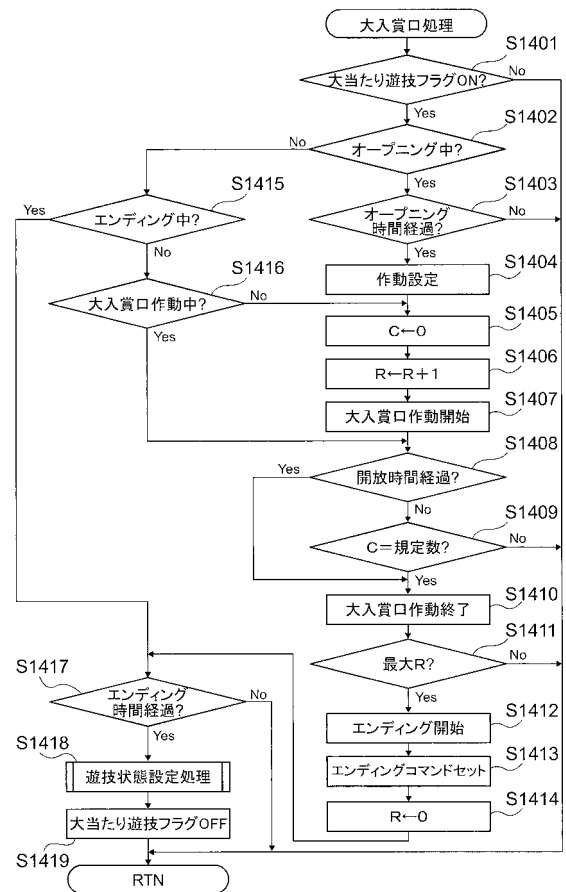 大入賞口処理
S1401
大当たり遊技フラグON?
No
Yes
S1402
オープニング中?
No
Yes
S1403
オープニング
時間経過?
No
Yes
S1404
作動設定
S1415
Yes
エンディング中?
No
S1416
大入賞口作動中?
No
Yes
S1405
C←0
S1406
R←R+1
S1407
大入賞口作動開始
S1408
Yes
開放時間経過?
No
S1409
C=規定数?
No
Yes
S1410
大入賞口作動終了
S1411
最大R?
No
Yes
S1412
エンディング開始
S1413
エンディングコマンドセット
S1414
R←0
S1417
エンディング
時間経過?
No
Yes
S1418
遊技状態設定処理
大当たり遊技フラグOFF
S1419
RTN